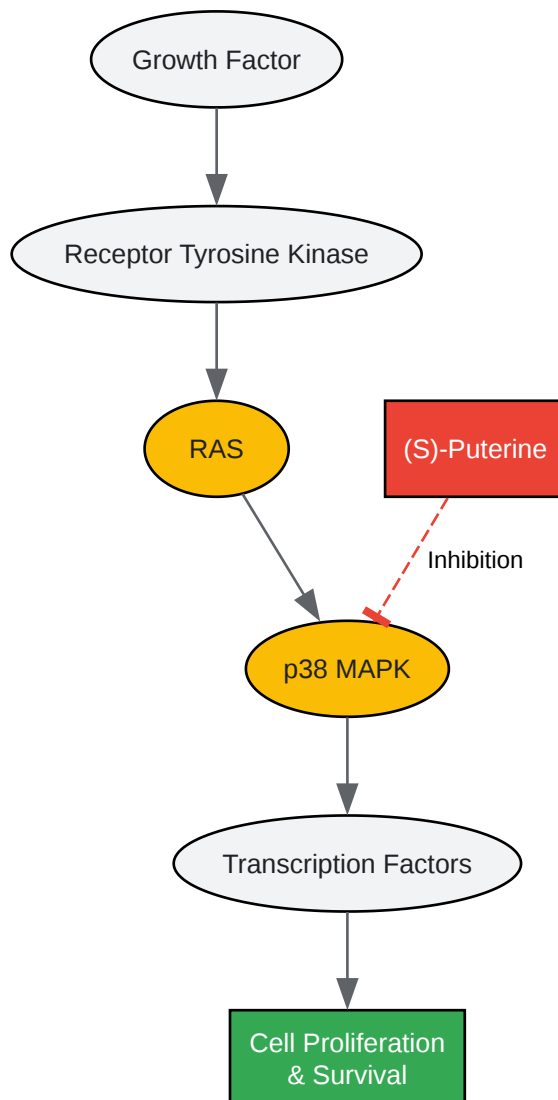 Growth Factor
Receptor Tyrosine Kinase
RAS
(S)-Puterine
Inhibition
p38 MAPK
Transcription Factors
Cell Proliferation
& Survival